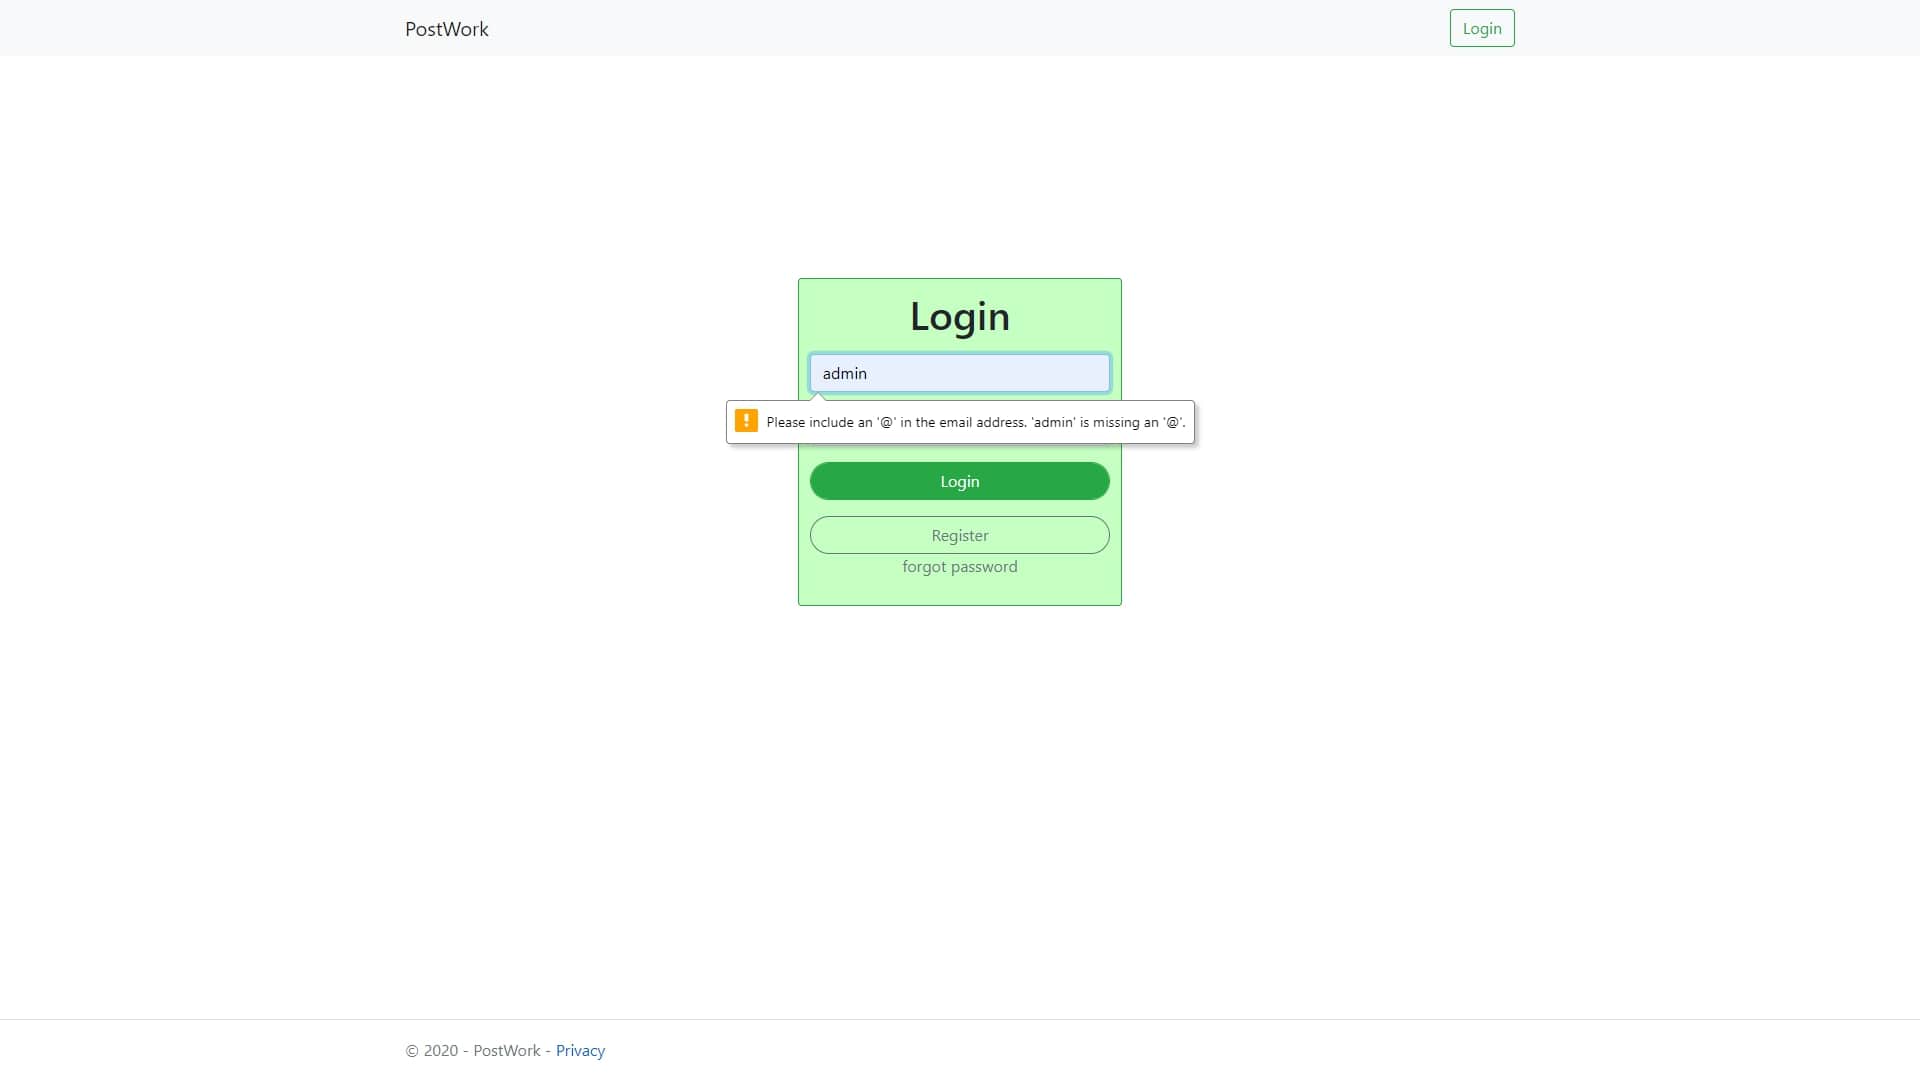 PostWork
Login
Login
admin
Please include an '@' in the email address. 'admin' is missing an '@'.
Login
Register
forgot password
© 2020 - PostWork - Privacy